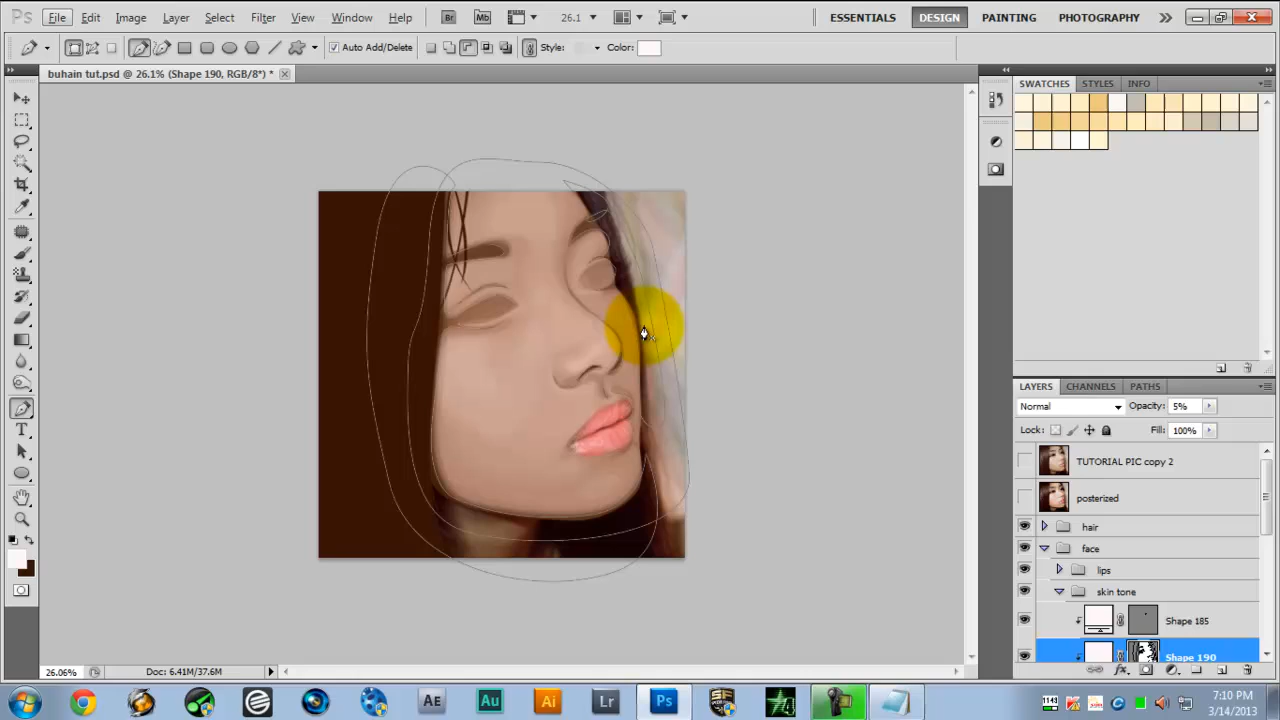 Ps File Edit Image Layer Select Filter View Window Help Br Mb 26.1 ESSENTIALS DESIGN PAINTING PHOTOGRAPHY
Auto Add/Delete Style: Color:
buhain tut.psd @ 26.1% (Shape 190, RGB/8*) *
SWATCHES STYLES INFO
LAYERS CHANNELS PATHS
Normal Opacity: 5%
Lock: Fill: 100%
TUTORIAL PIC copy 2
posterized
hair
face
lips
skin tone
Shape 185
Shape 190
26.06% Doc: 6.41M/37.6M
Ae Au Ai Lr Ps
7:10 PM
3/14/2013